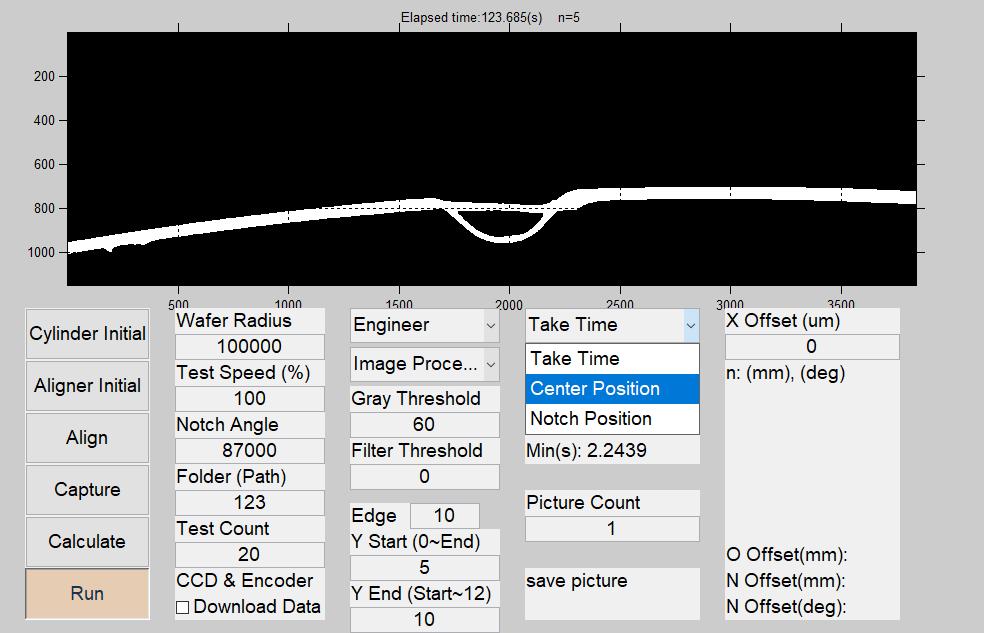 Elapsed time:123.685(s) n=5
200
400
600
800
1000
500 1000 1500 2000 2500 3000 3500
Cylinder Initial
Aligner Initial
Align
Capture
Calculate
Run
Wafer Radius
100000
Test Speed (%)
100
Notch Angle
87000
Folder (Path)
123
Test Count
20
CCD & Encoder
Download Data
Engineer
Image Proce...
Gray Threshold
60
Filter Threshold
0
Edge 10
Y Start (0~End)
5
Y End (Start~12)
10
Take Time
Take Time
Center Position
Notch Position
Min(s): 2.2439
Picture Count
1
save picture
X Offset (um)
0
n: (mm), (deg)
O Offset(mm):
N Offset(mm):
N Offset(deg):